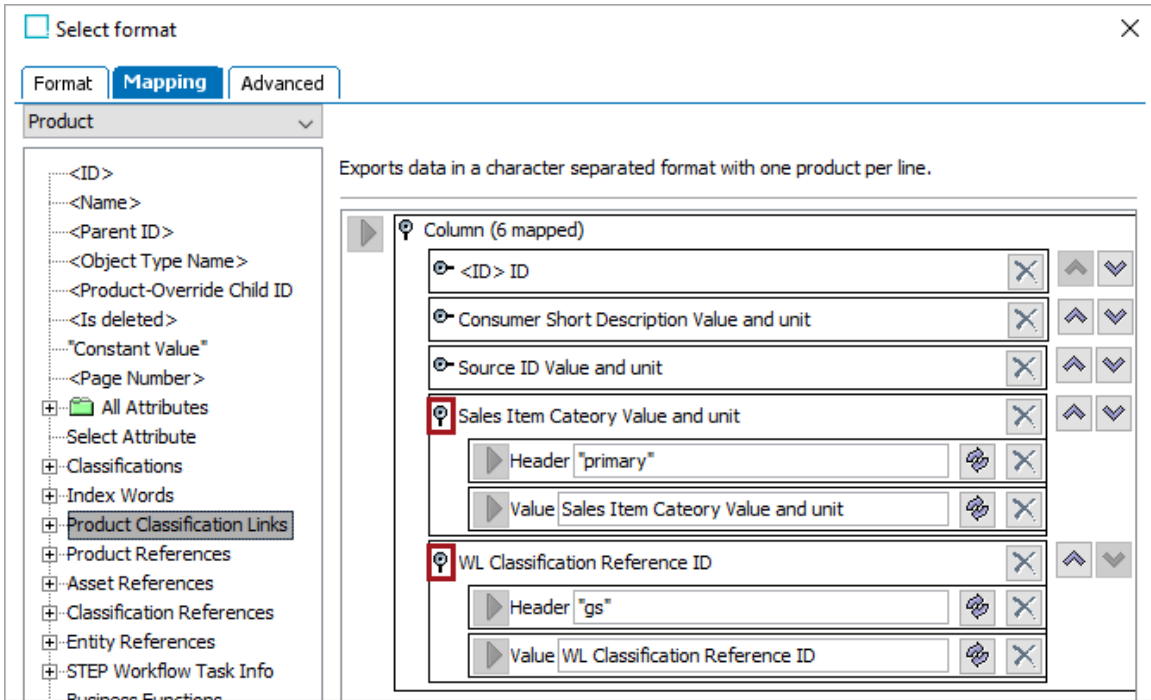 Select format
Format Mapping Advanced
Product
<ID>
<Name>
<Parent ID>
<Object Type Name>
<Product-Override Child ID
<Is deleted>
"Constant Value"
<Page Number>
All Attributes
Select Attribute
Classifications
Index Words
Product Classification Links
Product References
Asset References
Classification References
Entity References
STEP Workflow Task Info
Business Functions
Exports data in a character separated format with one product per line.
Column (6 mapped)
<ID> ID
Consumer Short Description Value and unit
Source ID Value and unit
Sales Item Cateory Value and unit
Header "primary"
Value Sales Item Cateory Value and unit
WL Classification Reference ID
Header "gs"
Value WL Classification Reference ID